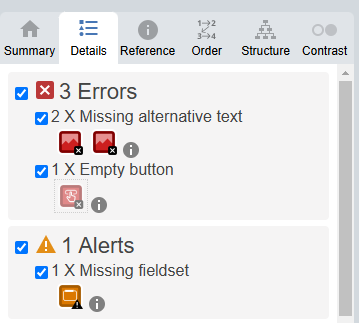 Summary Details Reference Order Structure Contrast
3 Errors
2 X Missing alternative text
1 X Empty button
1 Alerts
1 X Missing fieldset